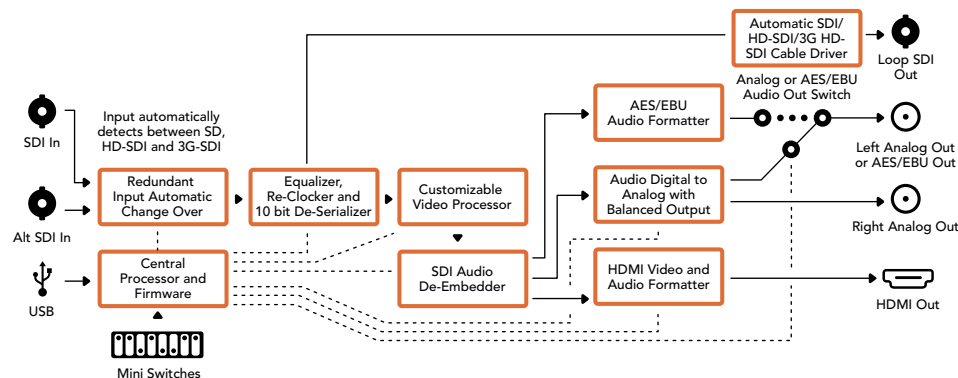 Automatic SDI/
HD-SDI/3G HD-
SDI Cable Driver
Loop SDI
Out
Analog or AES/EBU
Audio Out Switch
SDI In
Input automatically
detects between SD,
HD-SDI and 3G-SDI
AES/EBU
Audio Formatter
Left Analog Out
or AES/EBU Out
Redundant
Input Automatic
Change Over
Equalizer,
Re-Clocker and
10 bit De-Serializer
Customizable
Video Processor
Audio Digital to
Analog with
Balanced Output
Alt SDI In
Right Analog Out
Central
Processor and
Firmware
SDI Audio
De-Embedder
HDMI Video and
Audio Formatter
USB
HDMI Out
Mini Switches